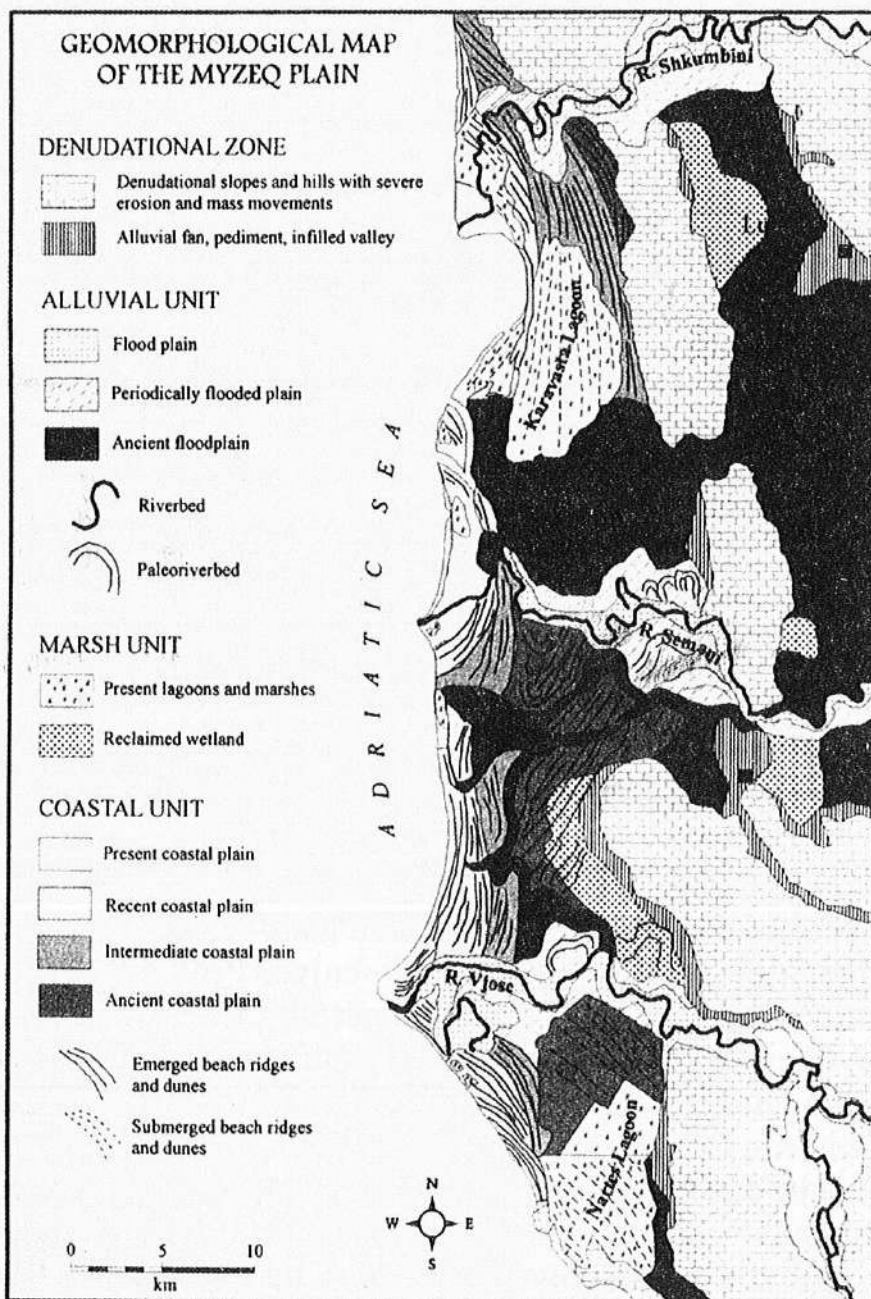 GEOMORPHOLOGICAL MAP
OF THE MYZEQ PLAIN
DENUDATIONAL ZONE
Denudational slopes and hills with severe
erosion and mass movements
Alluvial fan, pediment, infilled valley
ALLUVIAL UNIT
Flood plain
Periodically flooded plain
Ancient floodplain
Riverbed
Paleoriverbed
MARSH UNIT
Present lagoons and marshes
Reclaimed wetland
COASTAL UNIT
Present coastal plain
Recent coastal plain
Intermediate coastal plain
Ancient coastal plain
Emerged beach ridges
and dunes
Submerged beach ridges
and dunes
0 5 10
km
N
W E
S
ADRIATIC SEA
R. Shkumbini
Karavasta Lagoon
R. Semani
R. Vjose
Nartes Lagoon